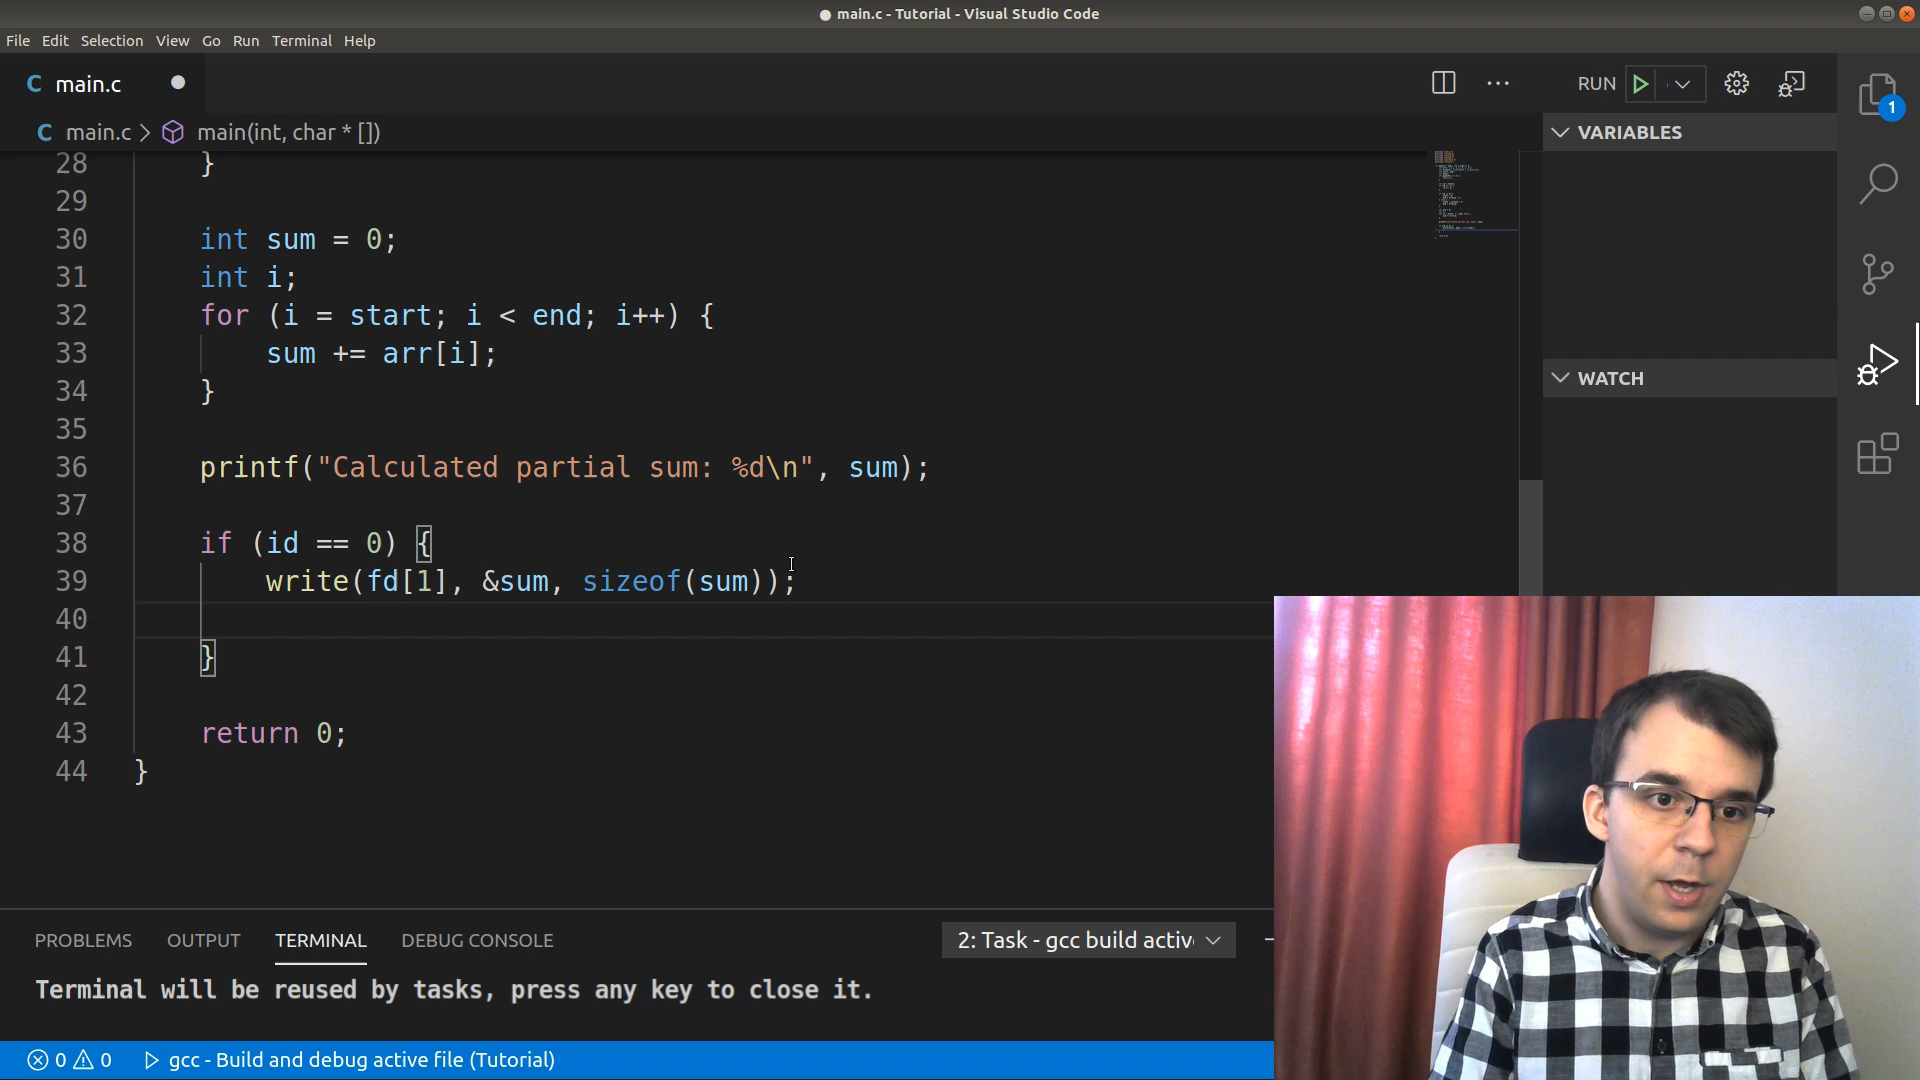 ● main.c - Tutorial - Visual Studio Code
File Edit Selection View Go Run Terminal Help
C main.c ●
RUN
1
C main.c > main(int, char * [])
VARIABLES
28 }
29
30 int sum = 0;
31 int i;
32 for (i = start; i < end; i++) {
33 sum += arr[i];
34 }
35
36 printf("Calculated partial sum: %d\n", sum);
37
38 if (id == 0) {
39 write(fd[1], &sum, sizeof(sum));
40
41 }
42
43 return 0;
44 }
WATCH
PROBLEMS OUTPUT TERMINAL DEBUG CONSOLE
2: Task - gcc build activ
Terminal will be reused by tasks, press any key to close it.
0 0 gcc - Build and debug active file (Tutorial)